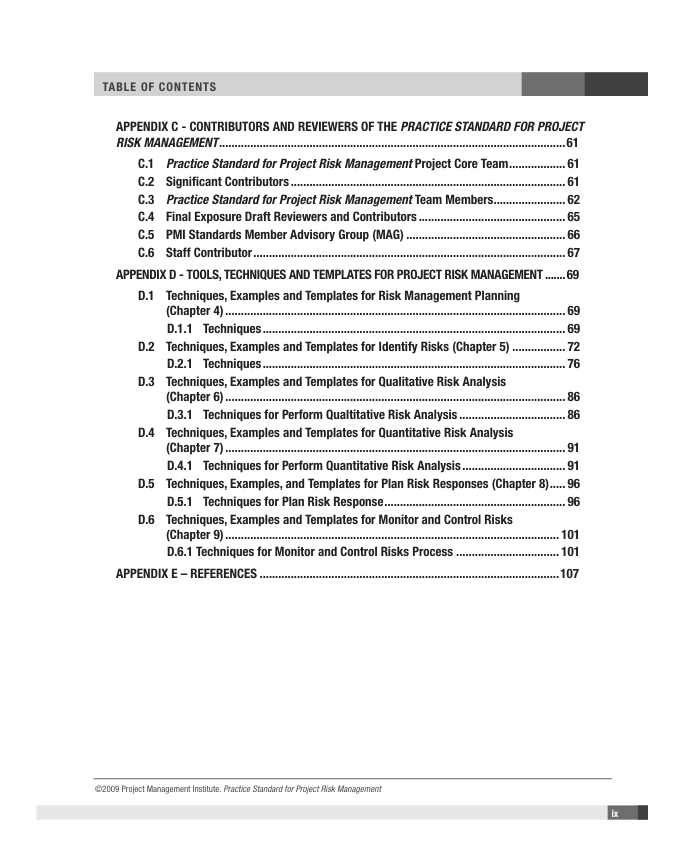 TABLE OF CONTENTS
APPENDIX C - CONTRIBUTORS AND REVIEWERS OF THE PRACTICE STANDARD FOR PROJECT
RISK MANAGEMENT.....61
C.1 Practice Standard for Project Risk Management Project Core Team.....61
C.2 Significant Contributors.....61
C.3 Practice Standard for Project Risk Management Team Members.....62
C.4 Final Exposure Draft Reviewers and Contributors.....65
C.5 PMI Standards Member Advisory Group (MAG).....66
C.6 Staff Contributor.....67
APPENDIX D - TOOLS, TECHNIQUES AND TEMPLATES FOR PROJECT RISK MANAGEMENT.....69
D.1 Techniques, Examples and Templates for Risk Management Planning
(Chapter 4).....69
D.1.1 Techniques.....69
D.2 Techniques, Examples and Templates for Identify Risks (Chapter 5).....72
D.2.1 Techniques.....76
D.3 Techniques, Examples and Templates for Qualitative Risk Analysis
(Chapter 6).....86
D.3.1 Techniques for Perform Qualtitative Risk Analysis.....86
D.4 Techniques, Examples and Templates for Quantitative Risk Analysis
(Chapter 7).....91
D.4.1 Techniques for Perform Quantitative Risk Analysis.....91
D.5 Techniques, Examples, and Templates for Plan Risk Responses (Chapter 8).....96
D.5.1 Techniques for Plan Risk Response.....96
D.6 Techniques, Examples and Templates for Monitor and Control Risks
(Chapter 9).....101
D.6.1 Techniques for Monitor and Control Risks Process.....101
APPENDIX E – REFERENCES.....107
©2009 Project Management Institute. Practice Standard for Project Risk Management
ix